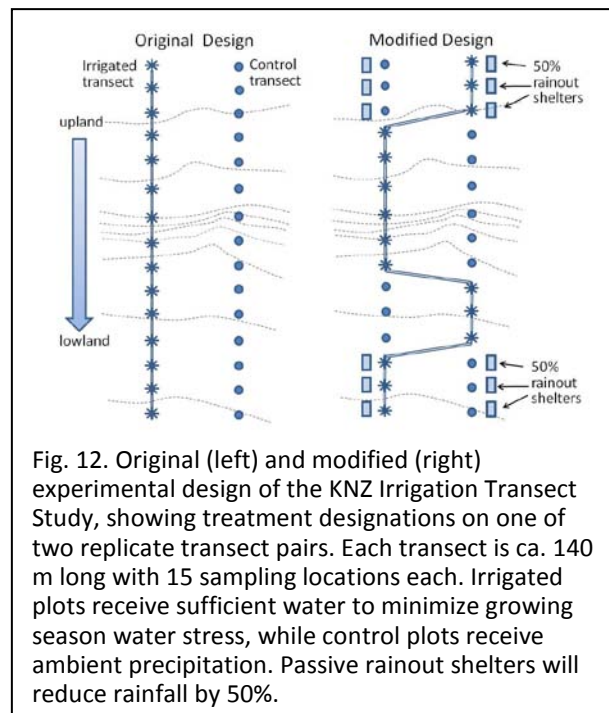 Original Design
Modified Design
Irrigated
transect
Control
transect
50%
rainout
shelters
upland
lowland
50%
rainout
shelters
Fig. 12. Original (left) and modified (right)
experimental design of the KNZ Irrigation Transect
Study, showing treatment designations on one of
two replicate transect pairs. Each transect is ca. 140
m long with 15 sampling locations each. Irrigated
plots receive sufficient water to minimize growing
season water stress, while control plots receive
ambient precipitation. Passive rainout shelters will
reduce rainfall by 50%.